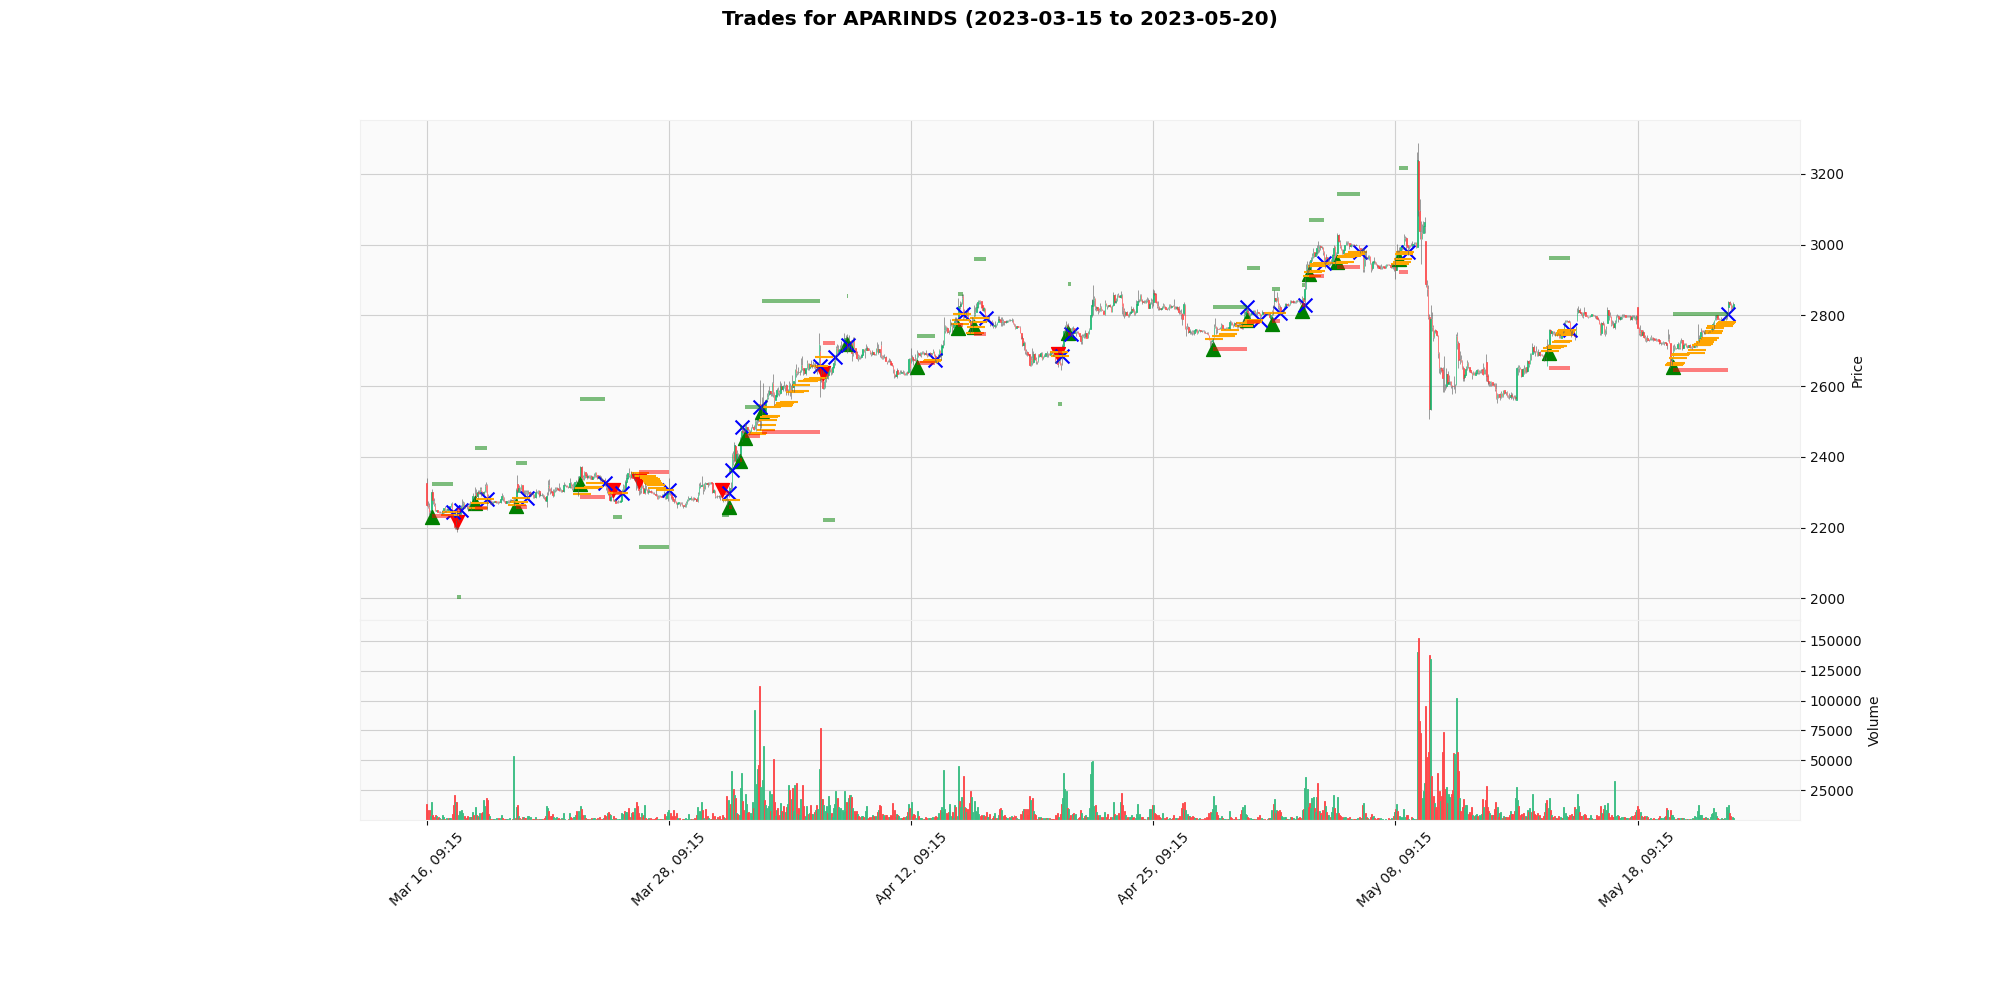 Trades for APARINDS (2023-03-15 to 2023-05-20)
3200
3000
2800
2600
2400
2200
2000
Price
150000
125000
100000
75000
50000
25000
Volume
Mar 16, 09:15
Mar 28, 09:15
Apr 12, 09:15
Apr 25, 09:15
May 08, 09:15
May 18, 09:15